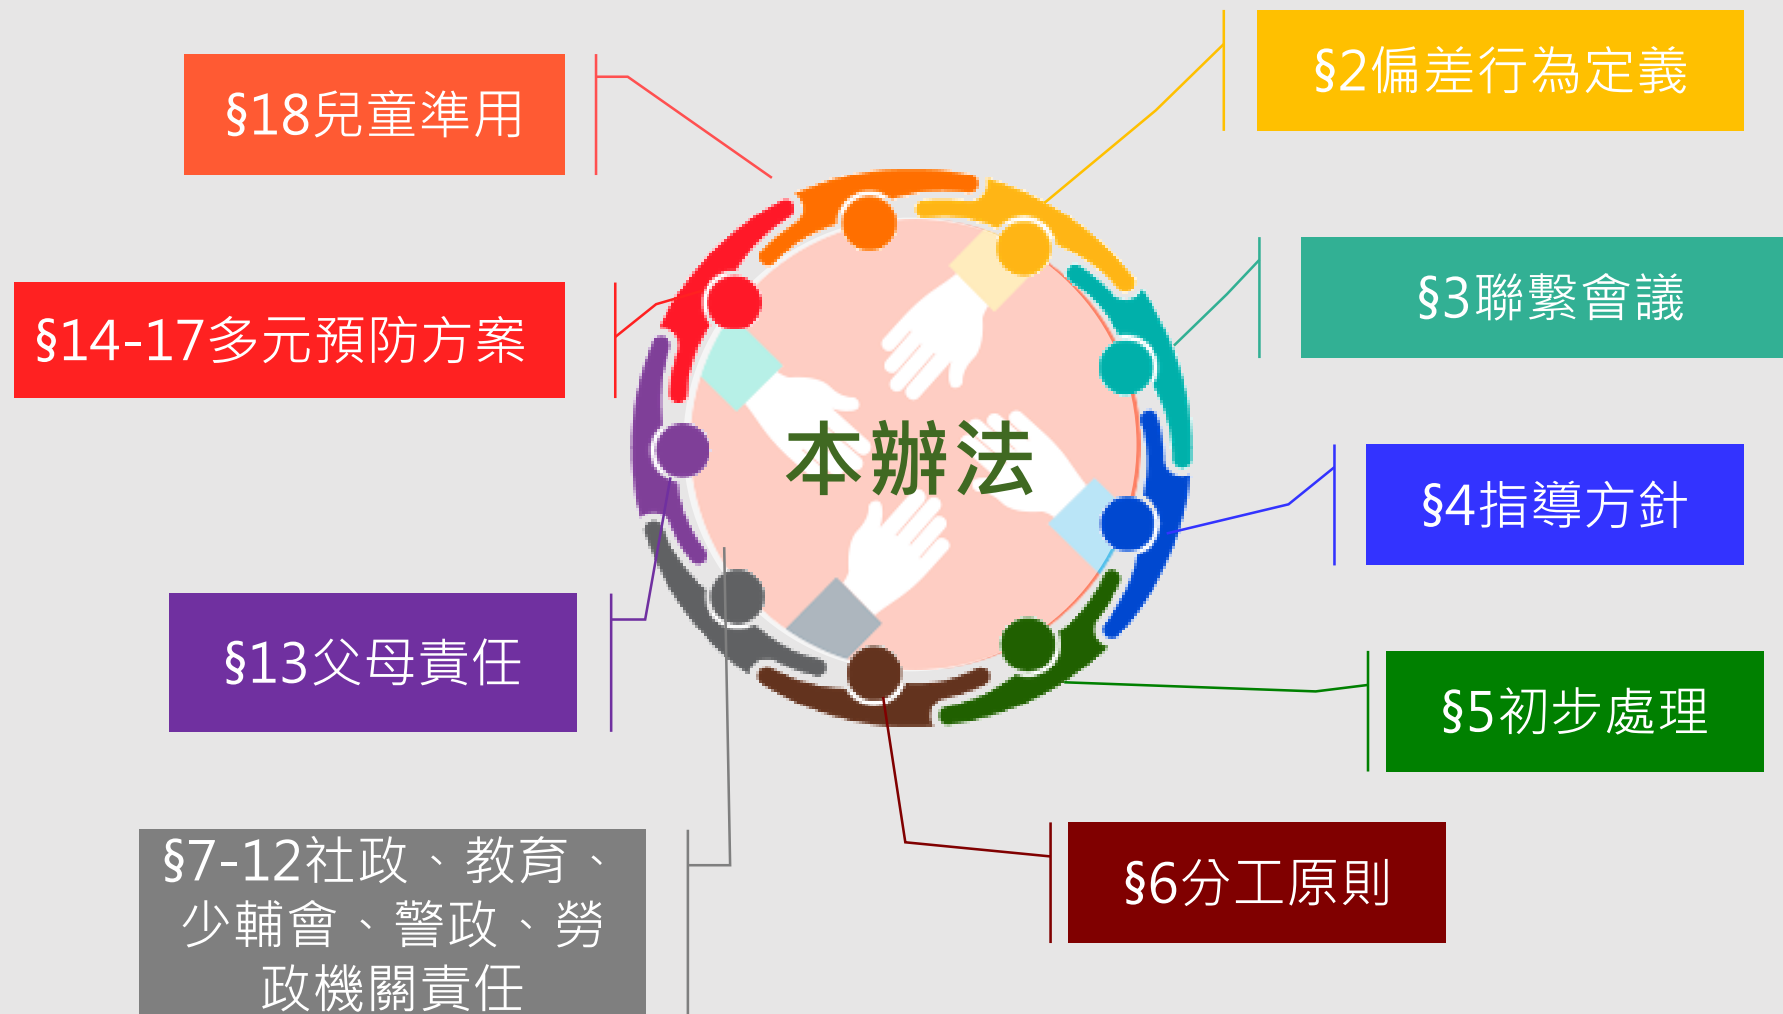 §2偏差行為定義
§18兒童準用
§3聯繫會議
§14-17多元預防方案
本辦法
§4指導方針
§13父母責任
§5初步處理
§7-12社政、教育、
少輔會、警政、勞
政機關責任
§6分工原則